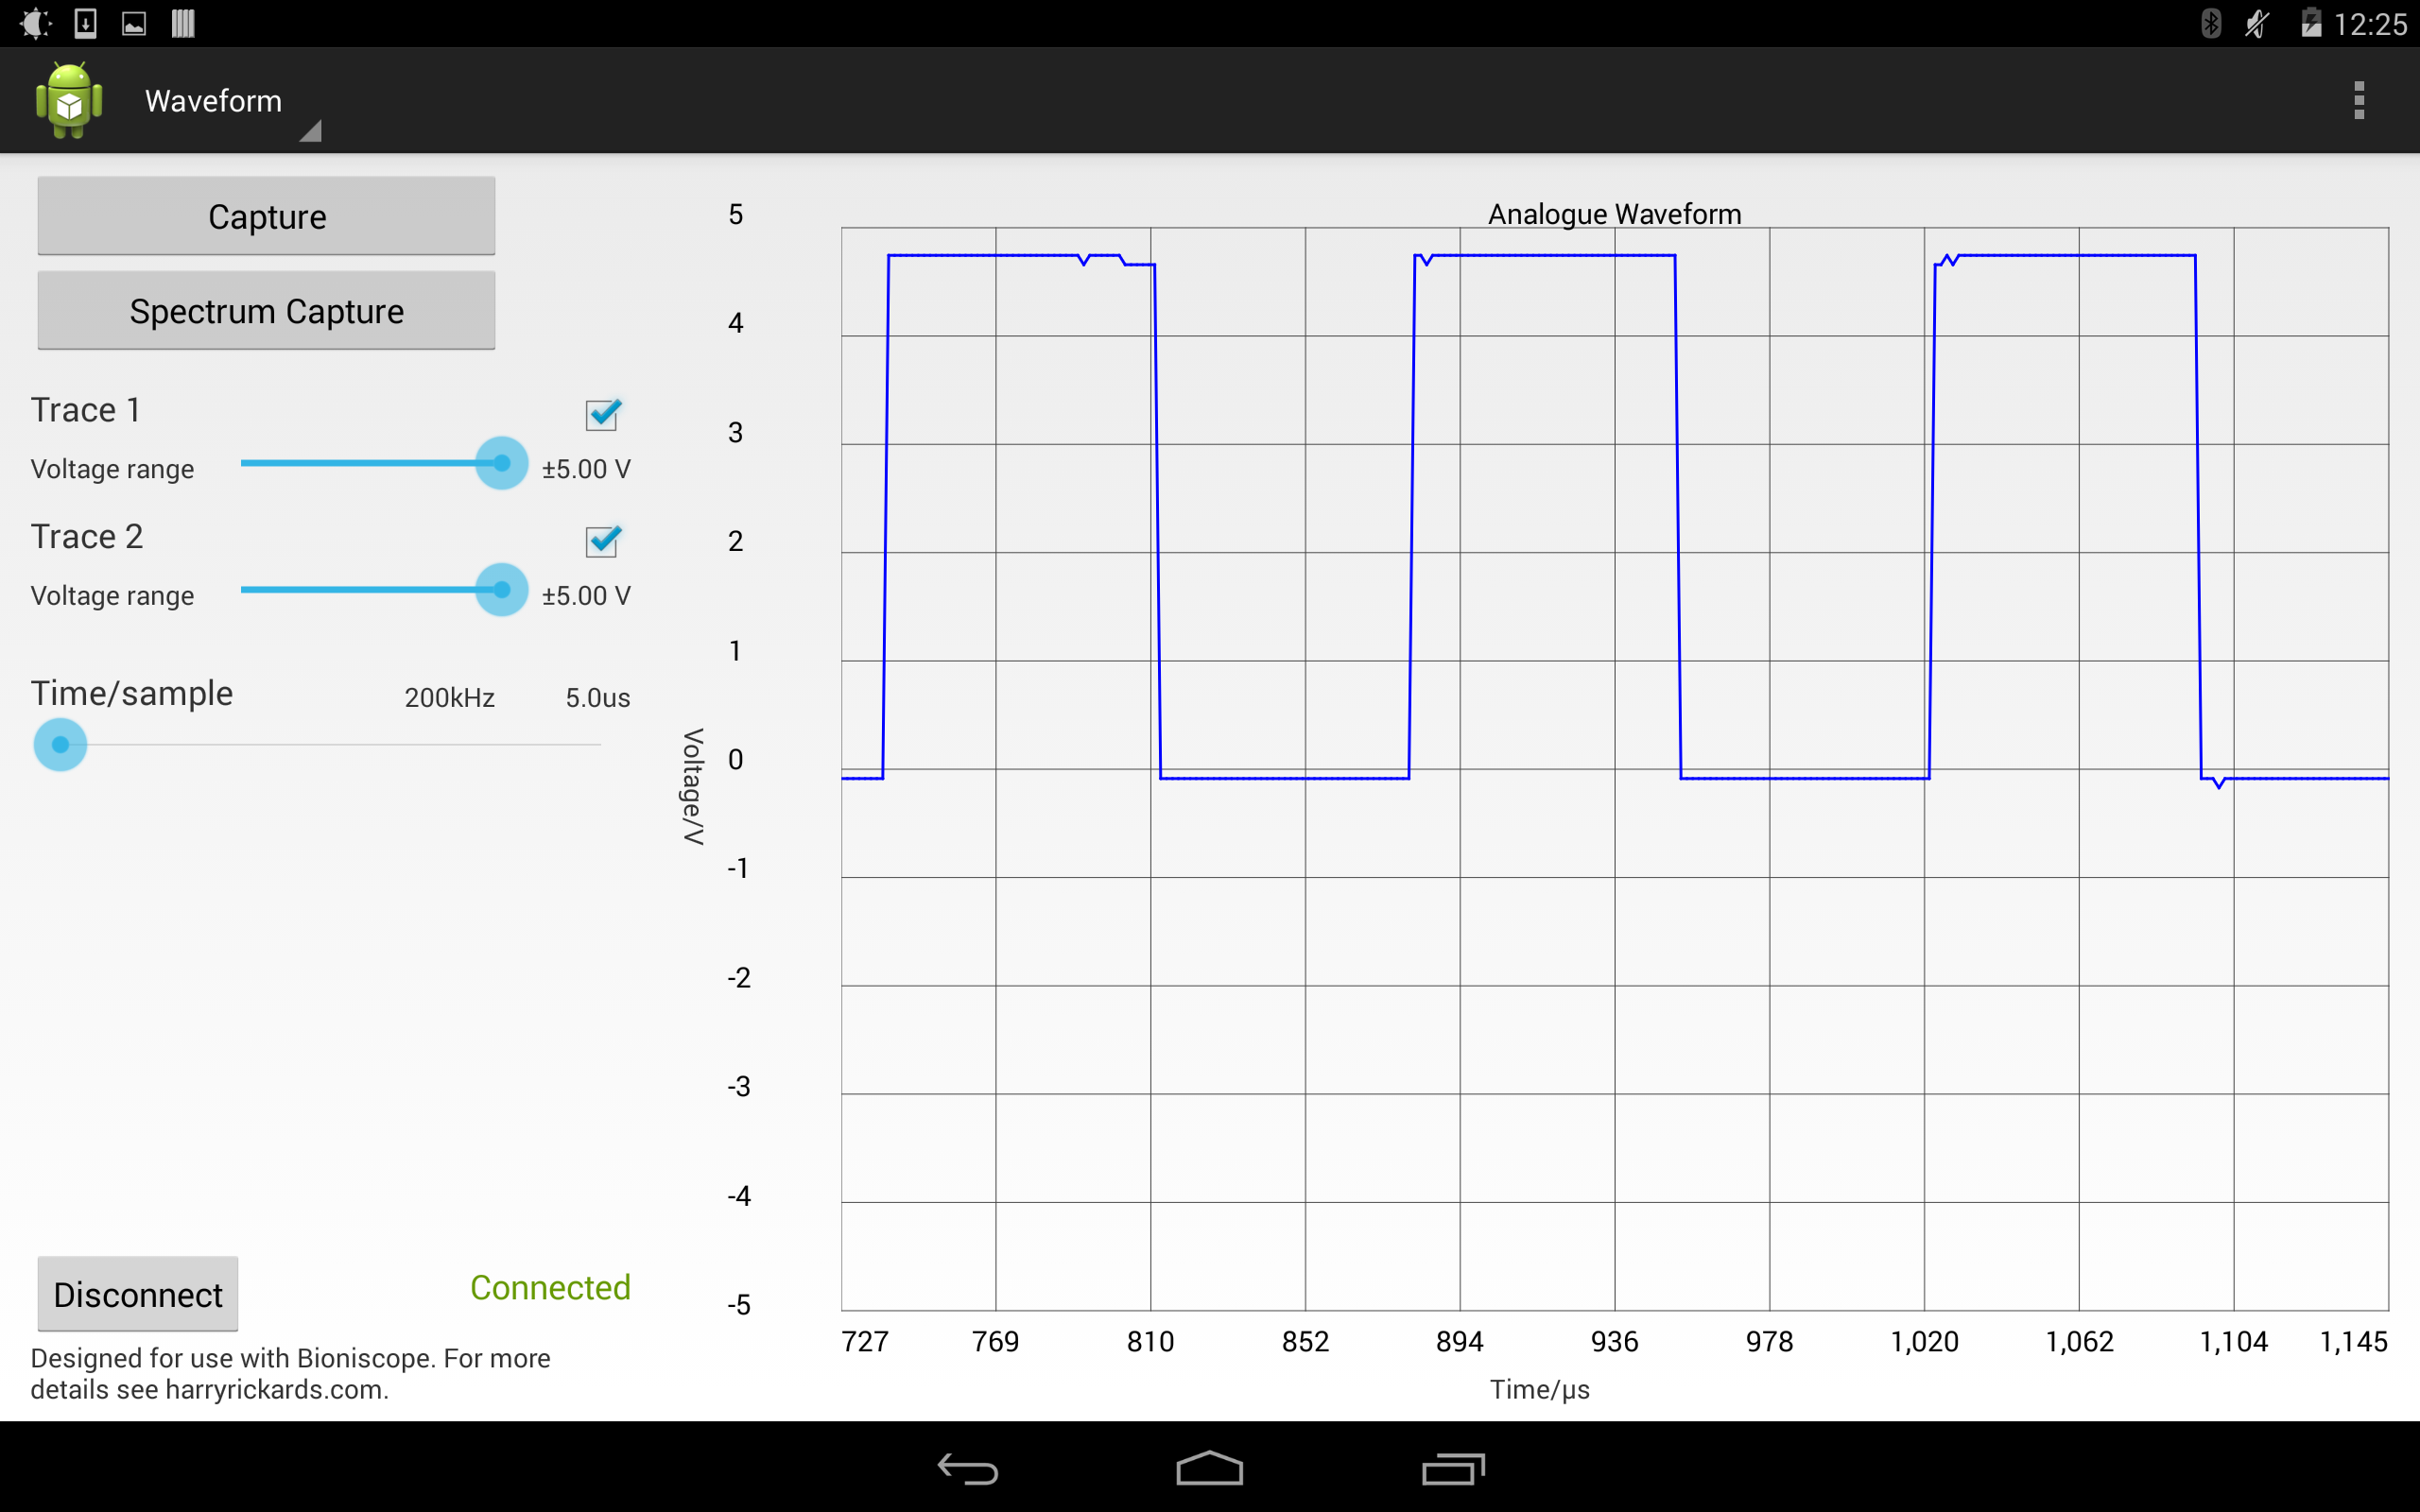 12:25
Waveform
Capture
Spectrum Capture
Trace 1
Voltage range ±5.00 V
Trace 2
Voltage range ±5.00 V
Time/sample 200kHz 5.0us
Disconnect
Connected
Designed for use with Bioniscope. For more
details see harryrickards.com.
Analogue Waveform
5
4
3
2
1
0
-1
-2
-3
-4
-5
Voltage/V
727 769 810 852 894 936 978 1,020 1,062 1,104 1,145
Time/µs